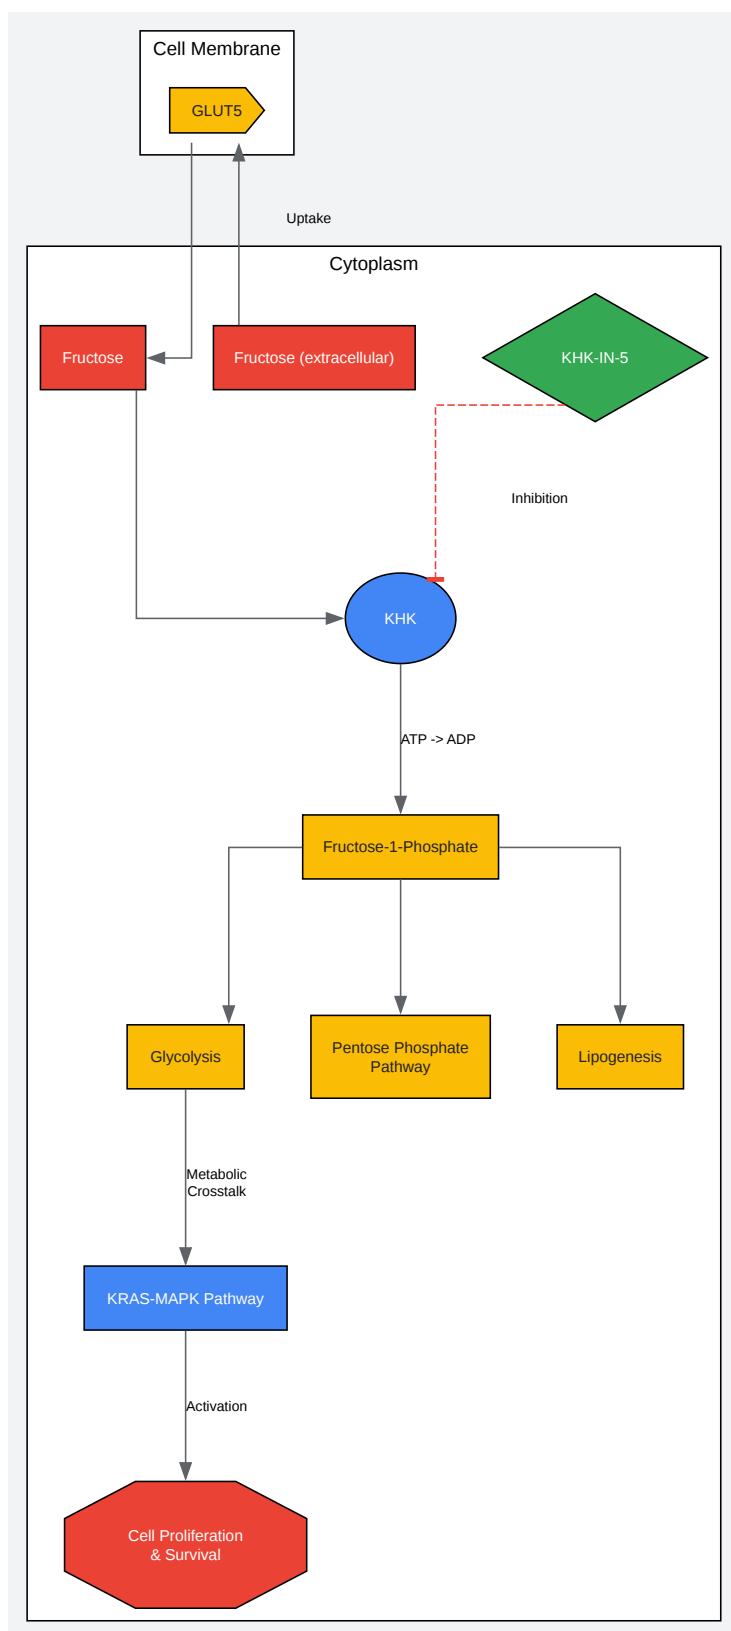 Cell Membrane
GLUT5
Uptake
Cytoplasm
Fructose
Fructose (extracellular)
KHK-IN-5
Inhibition
KHK
ATP -> ADP
Fructose-1-Phosphate
Glycolysis
Pentose Phosphate
Pathway
Lipogenesis
Metabolic
Crosstalk
KRAS-MAPK Pathway
Activation
Cell Proliferation
& Survival